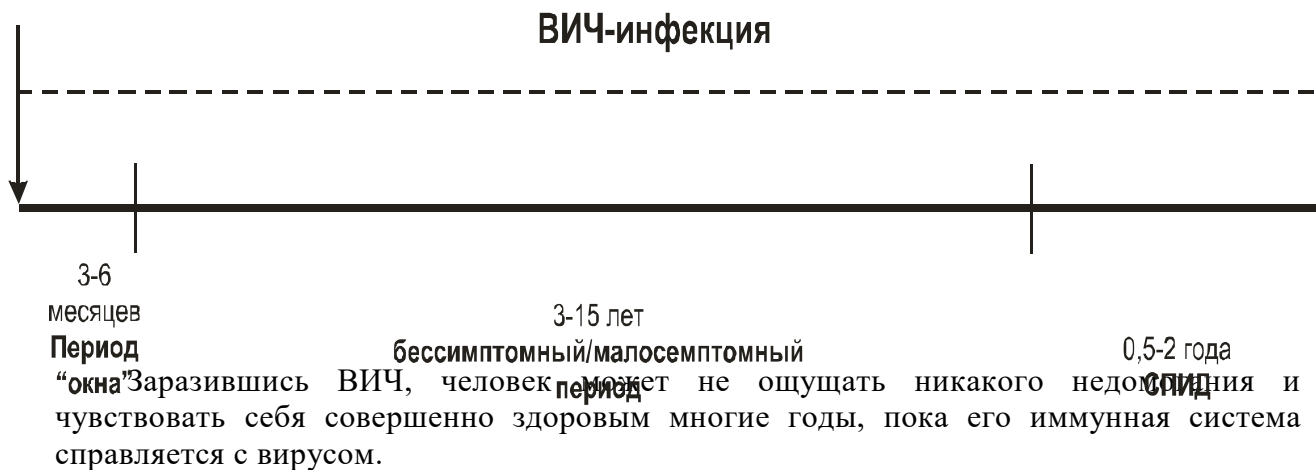 ВИЧ-инфекция
3-6
месяцев
Период
“окна”
3-15 лет
бессимптомный/малосемптомный
период
0,5-2 года
СПИД
Заразившись ВИЧ, человек может не ощущать никакого недомогания и
чувствовать себя совершенно здоровым многие годы, пока его иммунная система
справляется с вирусом.